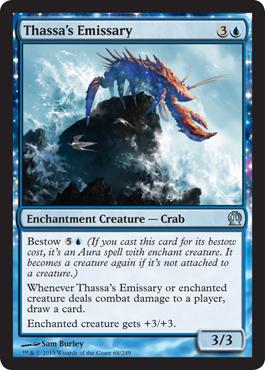 Thassa's Emissary 3
Enchantment Creature — Crab
Bestow 5 (If you cast this card for its bestow
cost, it's an Aura spell with enchant creature. It
becomes a creature again if it's not attached to
a creature.)
Whenever Thassa's Emissary or enchanted
creature deals combat damage to a player,
draw a card.
Enchanted creature gets +3/+3.
Sam Burley
™ & © 2013 Wizards of the Coast 68/249
3/3